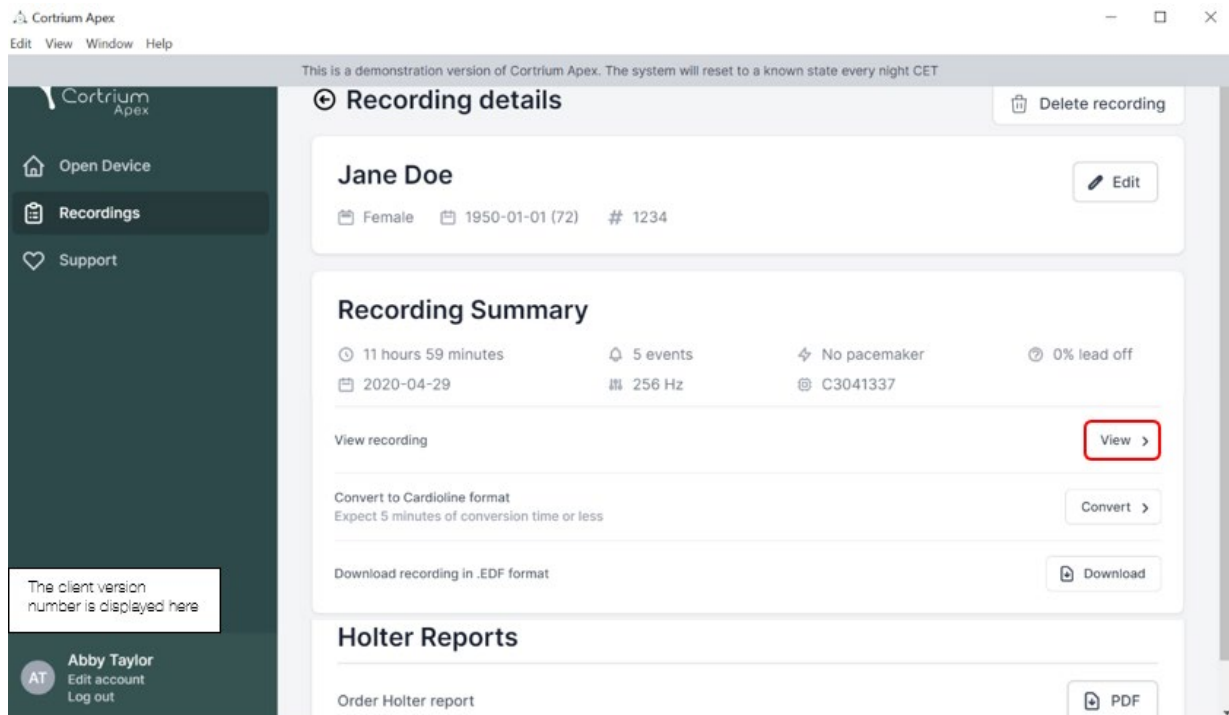 Cortrium Apex
Edit View Window Help
This is a demonstration version of Cortrium Apex. The system will reset to a known state every night CET
Cortrium
Apex
Open Device
Recordings
Support
The client version
number is displayed here
AT
Abby Taylor
Edit account
Log out
Recording details
Delete recording
Jane Doe
Edit
Female 1950-01-01 (72) # 1234
Recording Summary
11 hours 59 minutes 5 events No pacemaker 0% lead off
2020-04-29 256 Hz C3041337
View recording View
Convert to Cardioline format
Expect 5 minutes of conversion time or less
Convert
Download recording in .EDF format Download
Holter Reports
Order Holter report PDF